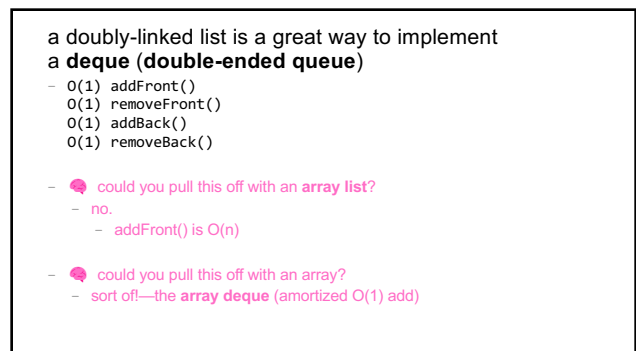 a doubly-linked list is a great way to implement
a deque (double-ended queue)
– O(1) addFront()
O(1) removeFront()
O(1) addBack()
O(1) removeBack()
– 🧠 could you pull this off with an array list?
– no.
– addFront() is O(n)
– 🧠 could you pull this off with an array?
– sort of!—the array deque (amortized O(1) add)